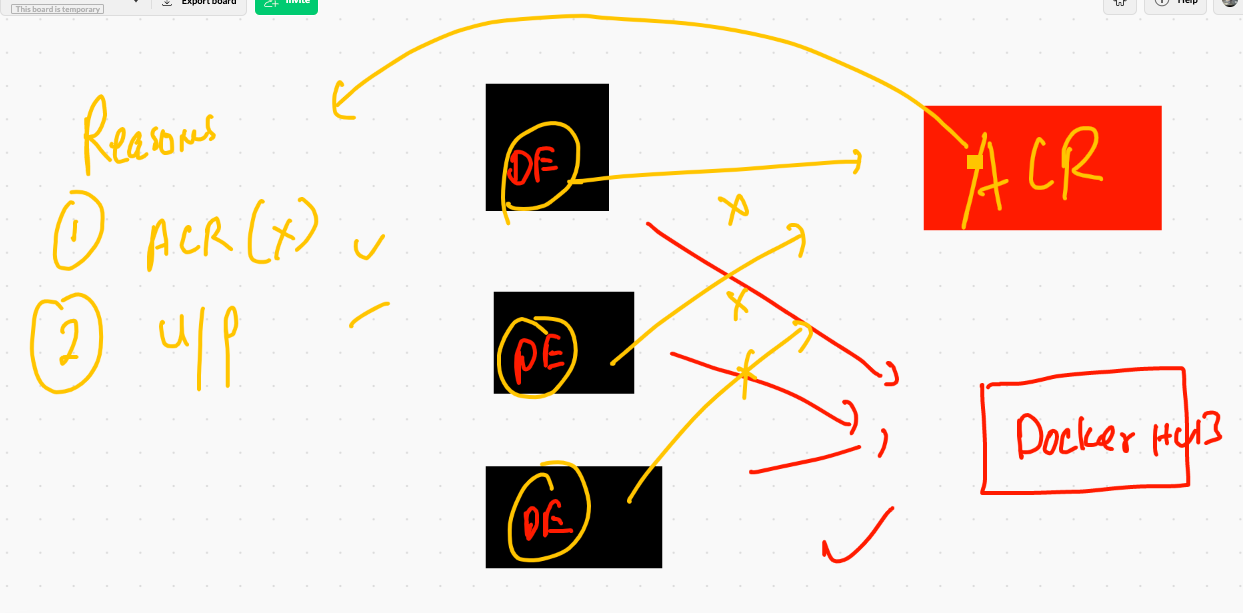 This board is temporary
Export board
Invite
Help
Reasons
① ACR (x) ✓
② u/p
DE
DE
DE
ACR
Docker HUB